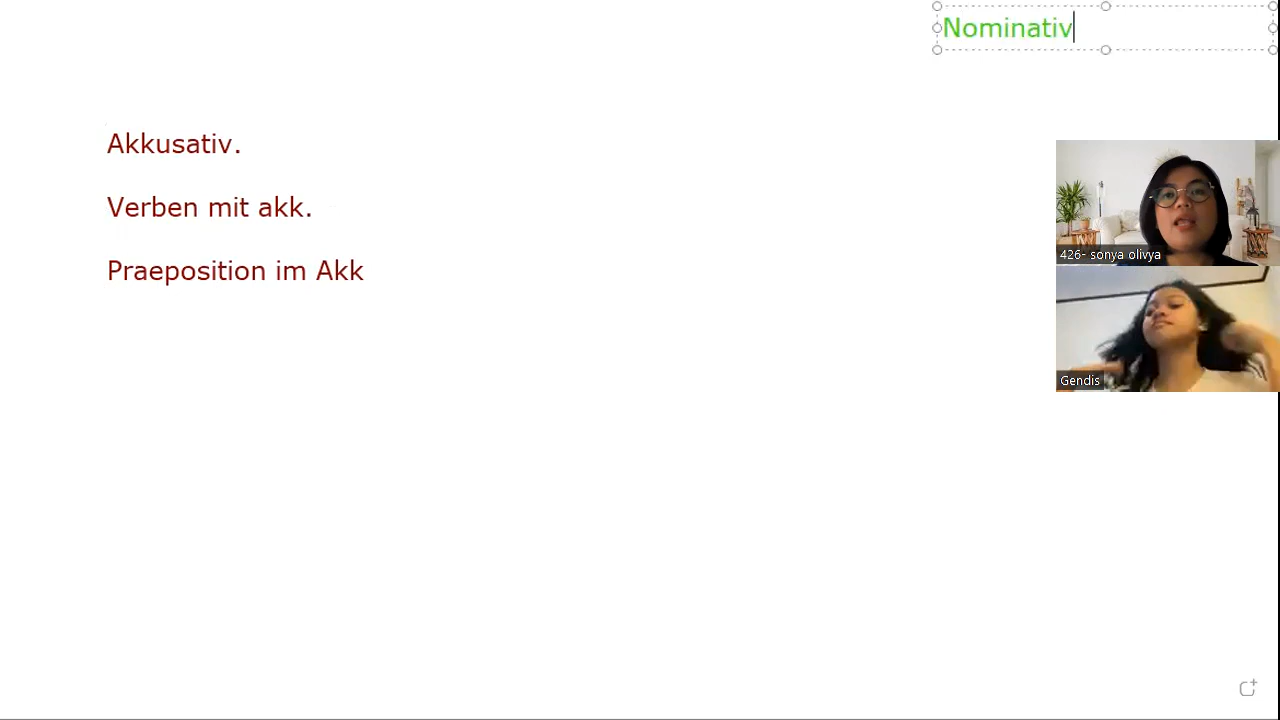 Nominativ
Akkusativ.
Verben mit akk.
Praeposition im Akk
426- sonya olivya
Gendis